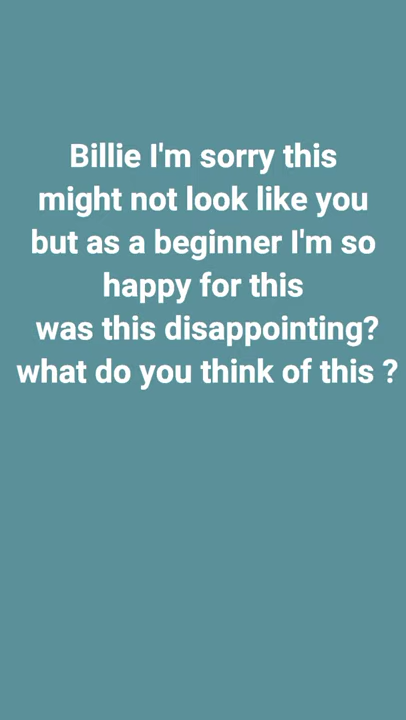 Billie I'm sorry this
might not look like you
but as a beginner I'm so
happy for this
was this disappointing?
what do you think of this ?